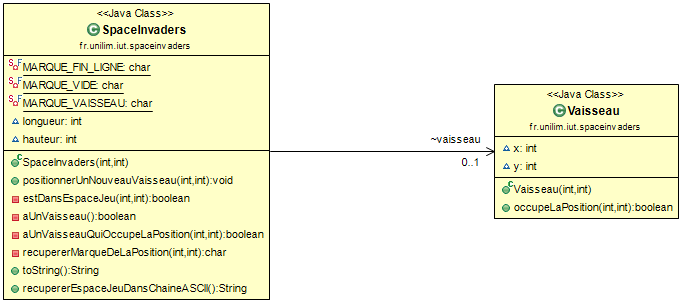 <<Java Class>>
SpaceInvaders
fr.unilim.iut.spaceinvaders
MARQUE_FIN_LIGNE: char
MARQUE_VIDE: char
MARQUE_VAISSEAU: char
longueur: int
hauteur: int
SpaceInvaders(int,int)
positionnerUnNouveauVaisseau(int,int):void
estDansEspaceJeu(int,int):boolean
aUnVaisseau():boolean
aUnVaisseauQuiOccupeLaPosition(int,int):boolean
recupererMarqueDeLaPosition(int,int):char
toString():String
recupererEspaceJeuDansChaineASCII():String
~vaisseau
0..1
<<Java Class>>
Vaisseau
fr.unilim.iut.spaceinvaders
x: int
y: int
Vaisseau(int,int)
occupeLaPosition(int,int):boolean